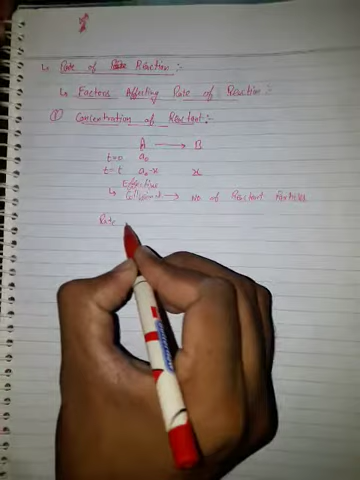 ↳ Rate of Reaction :-
↳ Factors Affecting Rate of Reaction :-
① Concentration of Reactant :-
A → B
t=0 a₀
t=t a₀-x x
Effective
↳ Collisions → No of Reactant Particles
Rate